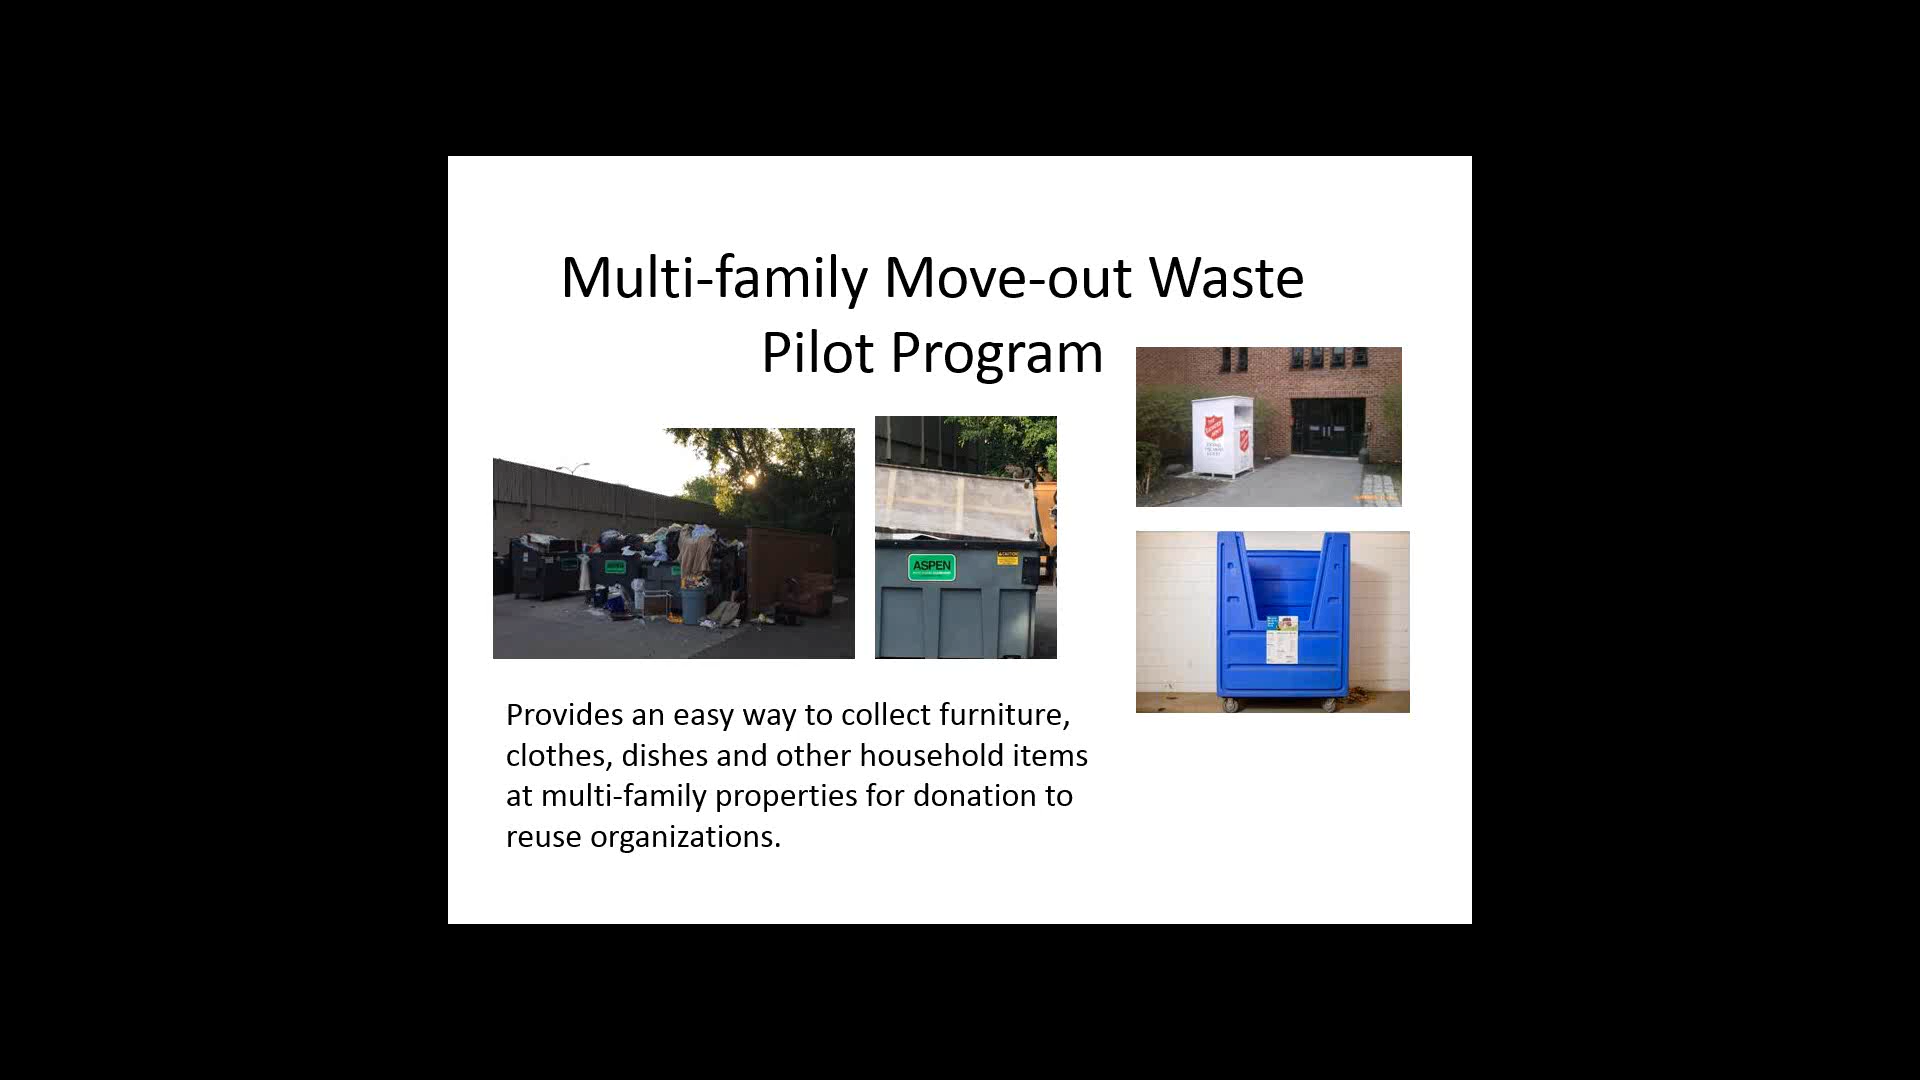 Multi-family Move-out Waste
Pilot Program
ASPEN
CAUTION
Provides an easy way to collect furniture,
clothes, dishes and other household items
at multi-family properties for donation to
reuse organizations.